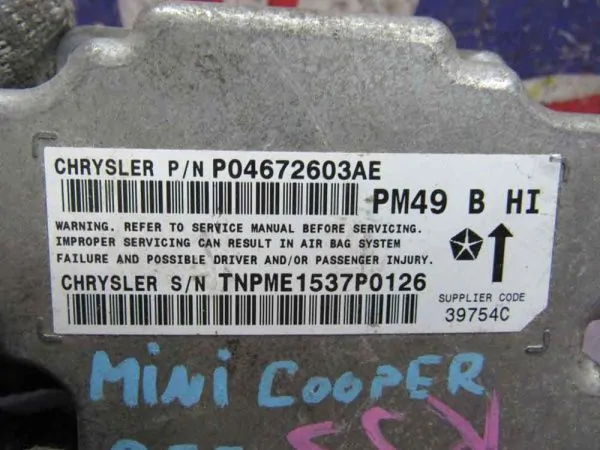 CHRYSLER P/N P04672603AE
PM49 B HI
WARNING. REFER TO SERVICE MANUAL BEFORE SERVICING.
IMPROPER SERVICING CAN RESULT IN AIR BAG SYSTEM
FAILURE AND POSSIBLE DRIVER AND/OR PASSENGER INJURY.
CHRYSLER S/N TNPME1537P0126
SUPPLIER CODE
39754C
MINI COOPER